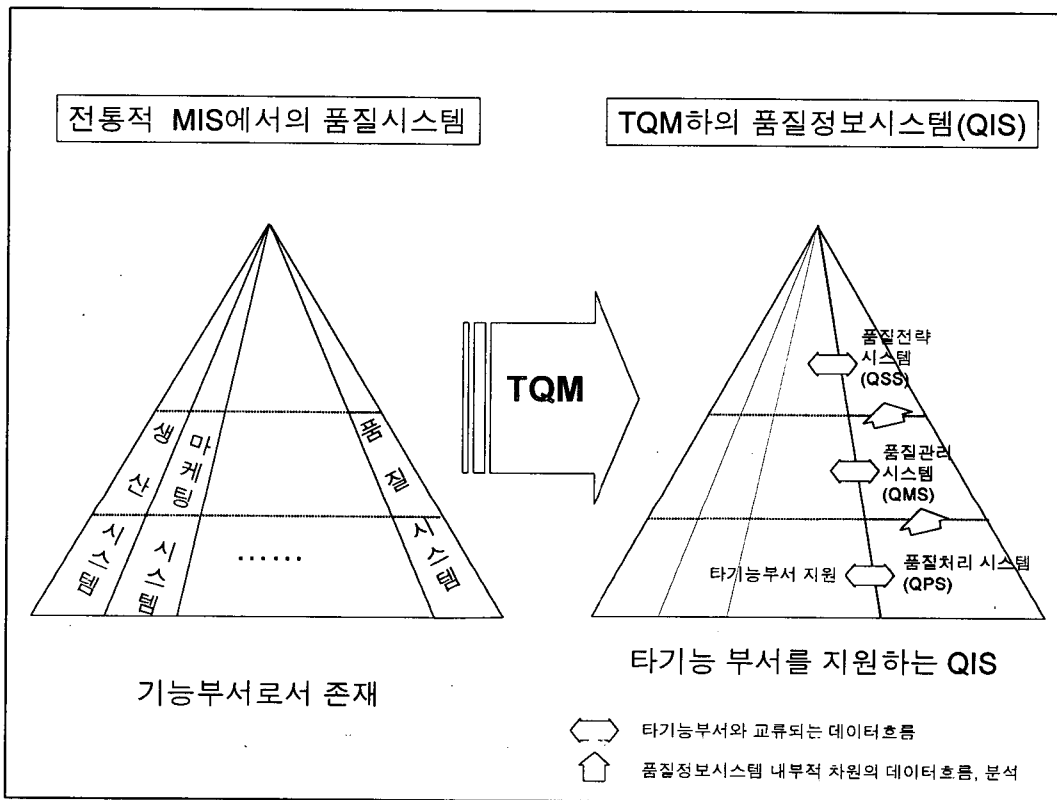 전통적 MIS에서의 품질시스템
TQM하의 품질정보시스템(QIS)
생산
시스템
마케팅
시스템
……
품질
시스템
TQM
품질전략
시스템
(QSS)
품질관리
시스템
(QMS)
타기능부서 지원
품질처리 시스템
(QPS)
기능부서로서 존재
타기능 부서를 지원하는 QIS
타기능부서와 교류되는 데이터흐름
품질정보시스템 내부적 차원의 데이터흐름, 분석